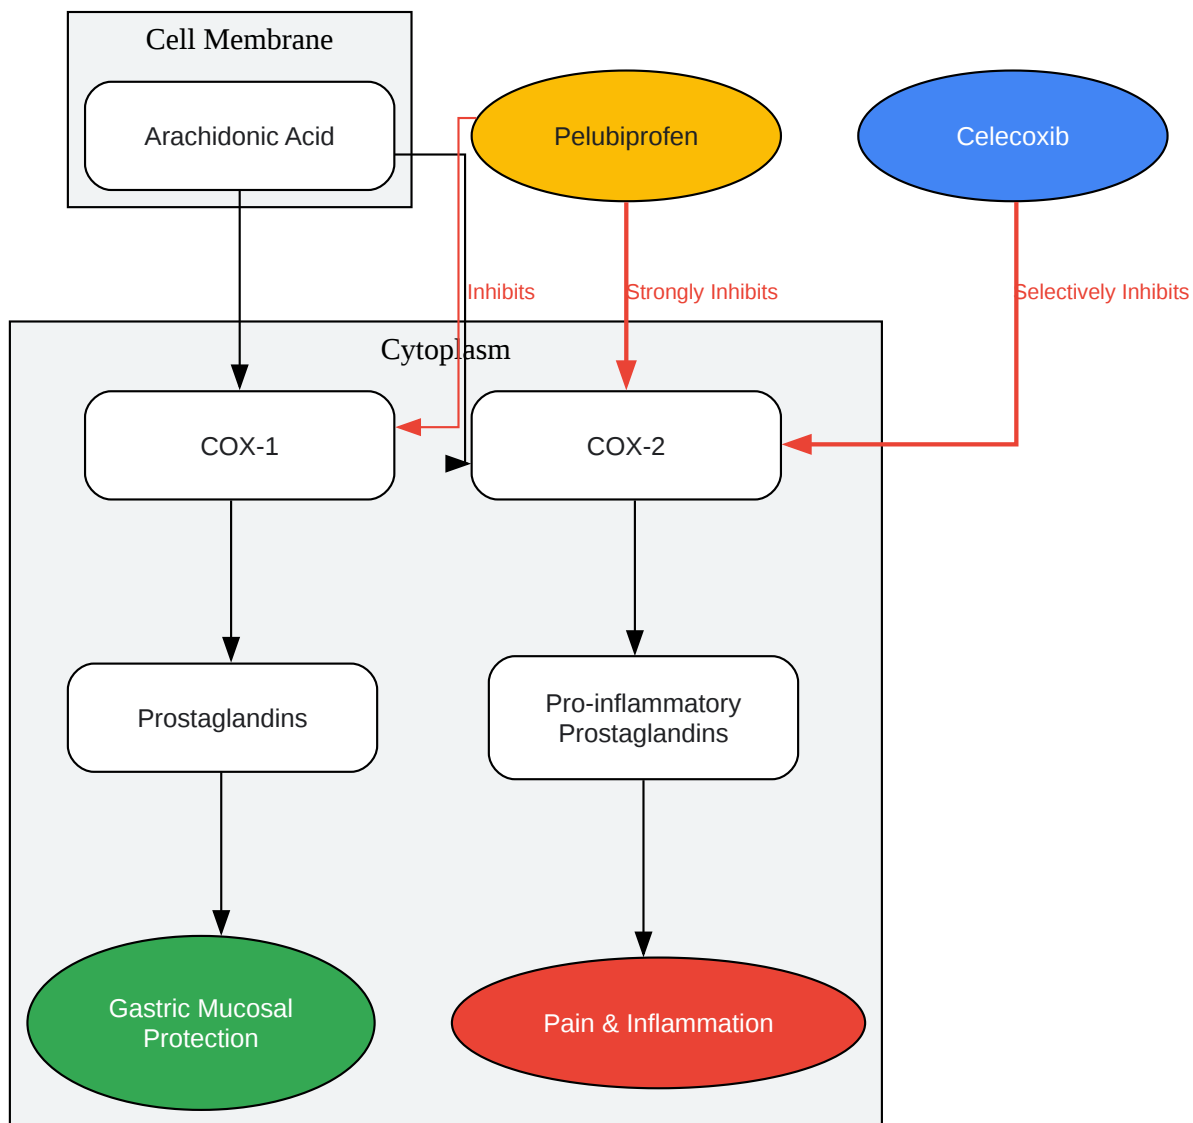 Cell Membrane
Arachidonic Acid
Pelubiprofen
Celecoxib
Inhibits
Strongly Inhibits
Selectively Inhibits
Cytoplasm
COX-1
COX-2
Prostaglandins
Pro-inflammatory
Prostaglandins
Gastric Mucosal
Protection
Pain & Inflammation